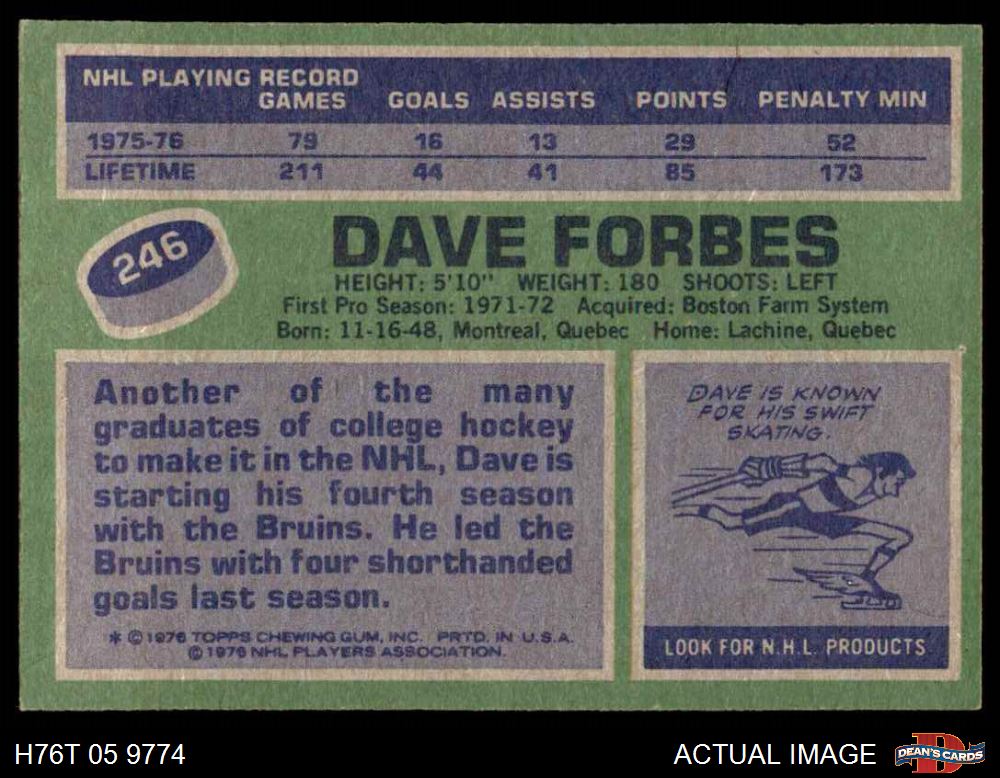 NHL PLAYING RECORD
GAMES GOALS ASSISTS POINTS PENALTY MIN
1975-76 79 16 13 29 52
LIFETIME 211 44 41 85 173
246
DAVE FORBES
HEIGHT: 5'10" WEIGHT: 180 SHOOTS: LEFT
First Pro Season: 1971-72 Acquired: Boston Farm System
Born: 11-16-48, Montreal, Quebec Home: Lachine, Quebec
Another of the many
graduates of college hockey
to make it in the NHL, Dave is
starting his fourth season
with the Bruins. He led the
Bruins with four shorthanded
goals last season.
* © 1976 TOPPS CHEWING GUM, INC. PRTD. IN U.S.A.
© 1976 NHL PLAYERS ASSOCIATION.
DAVE IS KNOWN
FOR HIS SWIFT
SKATING.
LOOK FOR N.H.L. PRODUCTS
H76T 05 9774
ACTUAL IMAGE
DEAN'S CARDS